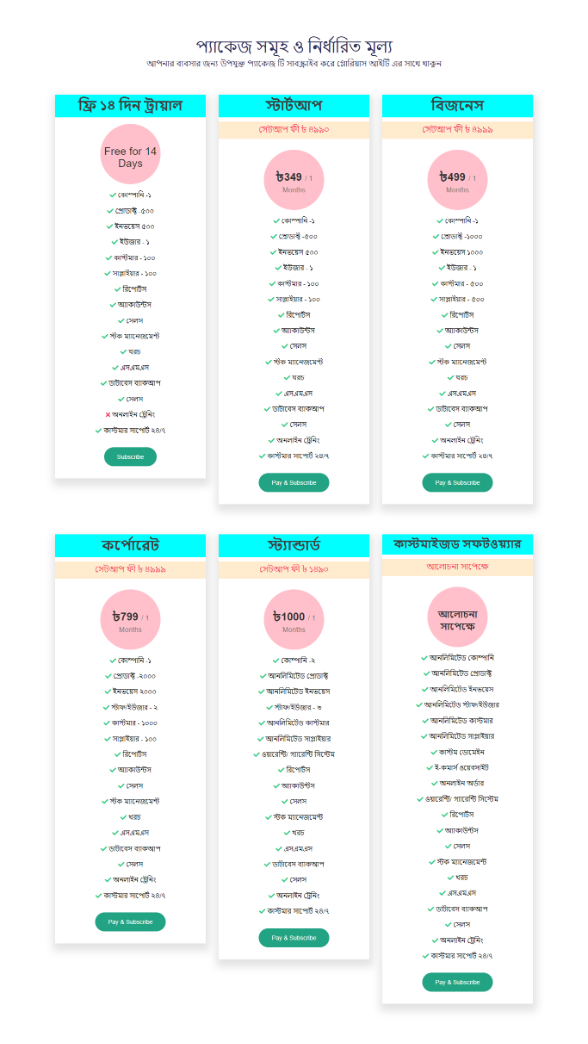 প্যাকেজ সমূহ ও নির্ধারিত মূল্য
আপনার ব্যবসার জন্য উপযুক্ত প্যাকেজ টি সাবস্ক্রাইব করে গ্লোরিয়াস আইটি এর সাথে থাকুন
ফ্রি ১৪ দিন ট্রায়াল
Free for 14
Days
কোম্পানি -১
প্রোডাক্ট -৫০০
ইনভয়েস ৫০০
ইউজার - ১
কাস্টমার - ১০০
সাপ্লাইয়ার - ১০০
রিপোর্টস
অ্যাকাউন্টস
সেলস
স্টক ম্যানেজমেন্ট
খরচ
এস.এম.এস
ডাটাবেস ব্যাকআপ
সেলস
অনলাইন ট্রেনিং
কাস্টমার সাপোর্ট ২৪/৭
Subscribe
স্টার্টআপ
সেটআপ ফী ৳ ৪৯৯০
৳349 / 1
Months
কোম্পানি -১
প্রোডাক্ট -৫০০
ইনভয়েস ৫০০
ইউজার - ১
কাস্টমার - ১০০
সাপ্লাইয়ার - ১০০
রিপোর্টস
অ্যাকাউন্টস
সেলস
স্টক ম্যানেজমেন্ট
খরচ
এস.এম.এস
ডাটাবেস ব্যাকআপ
সেলস
অনলাইন ট্রেনিং
কাস্টমার সাপোর্ট ২৪/৭
Pay & Subscribe
বিজনেস
সেটআপ ফী ৳ ৪৯৯৯
৳499 / 1
Months
কোম্পানি -১
প্রোডাক্ট -১০০০
ইনভয়েস ১০০০
ইউজার - ১
কাস্টমার - ৫০০
সাপ্লাইয়ার - ৫০০
রিপোর্টস
অ্যাকাউন্টস
সেলস
স্টক ম্যানেজমেন্ট
খরচ
এস.এম.এস
ডাটাবেস ব্যাকআপ
সেলস
অনলাইন ট্রেনিং
কাস্টমার সাপোর্ট ২৪/৭
Pay & Subscribe
কর্পোরেট
সেটআপ ফী ৳ ৪৯৯৯
৳799 / 1
Months
কোম্পানি -১
প্রোডাক্ট -২০০০
ইনভয়েস ২০০০
স্টাফ/ইউজার - ২
কাস্টমার - ১০০০
সাপ্লাইয়ার - ১০০
রিপোর্টস
অ্যাকাউন্টস
সেলস
স্টক ম্যানেজমেন্ট
খরচ
এস.এম.এস
ডাটাবেস ব্যাকআপ
সেলস
অনলাইন ট্রেনিং
কাস্টমার সাপোর্ট ২৪/৭
Pay & Subscribe
স্ট্যান্ডার্ড
সেটআপ ফী ৳ ১৪৯০
৳1000 / 1
Months
কোম্পানি -২
আনলিমিটেড প্রোডাক্ট
আনলিমিটেড ইনভয়েস
স্টাফ/ইউজার - ৩
আনলিমিটেড কাস্টমার
আনলিমিটেড সাপ্লাইয়ার
ওয়ারেন্টি/ গ্যারেন্টি সিস্টেম
রিপোর্টস
অ্যাকাউন্টস
সেলস
স্টক ম্যানেজমেন্ট
খরচ
এস.এম.এস
ডাটাবেস ব্যাকআপ
সেলস
অনলাইন ট্রেনিং
কাস্টমার সাপোর্ট ২৪/৭
Pay & Subscribe
কাস্টমাইজড সফটওয়্যার
আলোচনা সাপেক্ষে
আলোচনা
সাপেক্ষে
আনলিমিটেড কোম্পানি
আনলিমিটেড প্রোডাক্ট
আনলিমিটেড ইনভয়েস
আনলিমিটেড স্টাফ/ইউজার
আনলিমিটেড কাস্টমার
আনলিমিটেড সাপ্লাইয়ার
কাস্টম ডোমেইন
ই-কমার্স ওয়েবসাইট
অনলাইন অর্ডার
ওয়ারেন্টি/ গ্যারেন্টি সিস্টেম
রিপোর্টস
অ্যাকাউন্টস
সেলস
স্টক ম্যানেজমেন্ট
খরচ
এস.এম.এস
ডাটাবেস ব্যাকআপ
সেলস
অনলাইন ট্রেনিং
কাস্টমার সাপোর্ট ২৪/৭
Pay & Subscribe